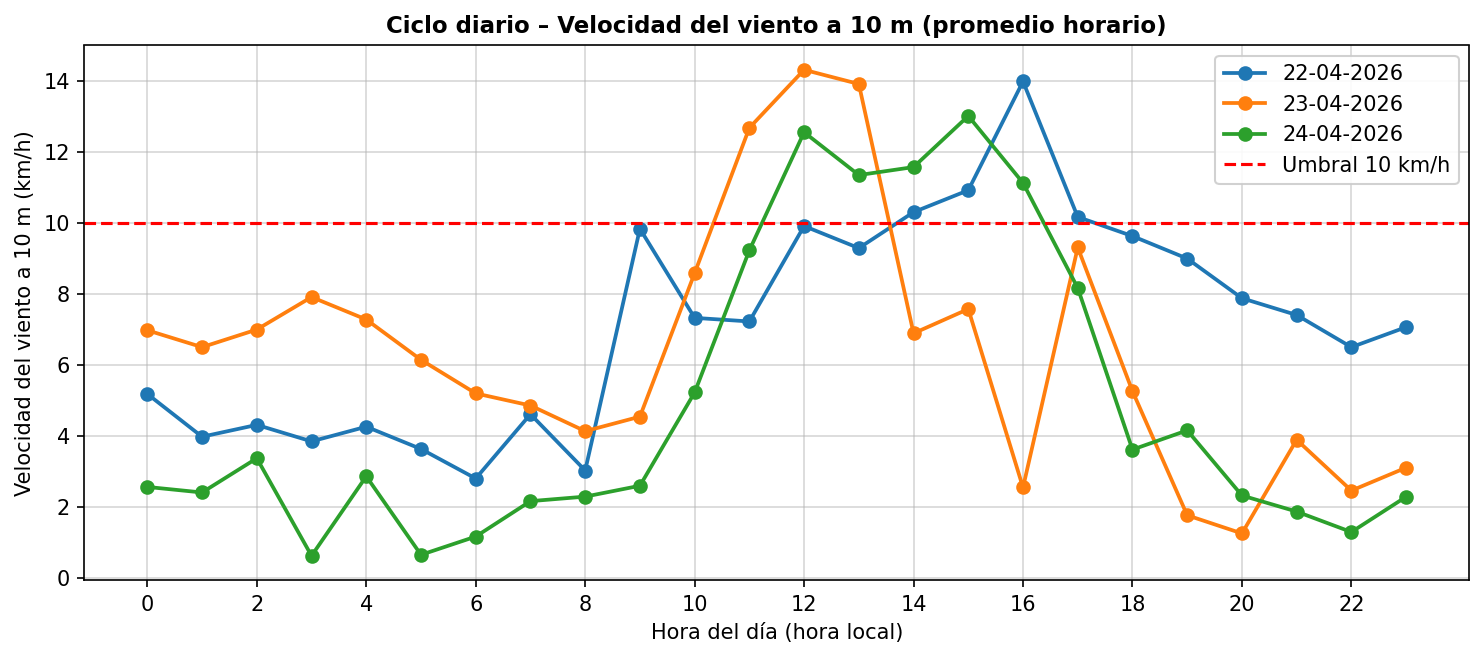 Ciclo diario – Velocidad del viento a 10 m (promedio horario)
Velocidad del viento a 10 m (km/h)
14
12
10
8
6
4
2
0
22-04-2026
23-04-2026
24-04-2026
Umbral 10 km/h
0 2 4 6 8 10 12 14 16 18 20 22
Hora del día (hora local)